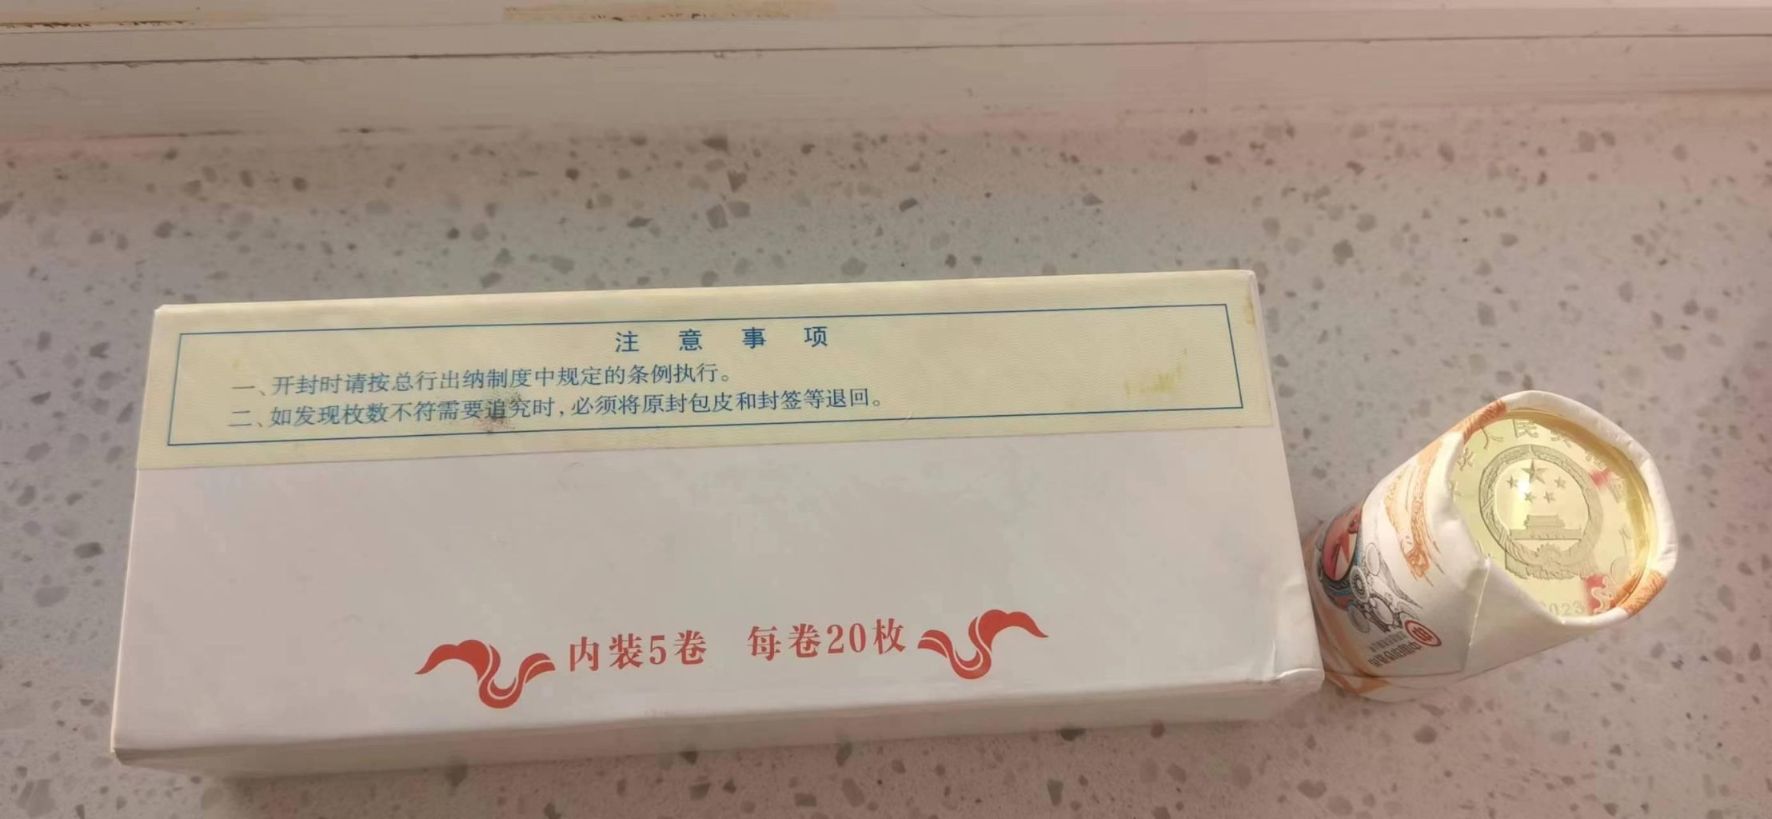 注意事项
一、开封时请按总行出纳制度中规定的条例执行。
二、如发现枚数不符需要追究时，必须将原封包皮和封签等退回。
内装5卷 每卷20枚